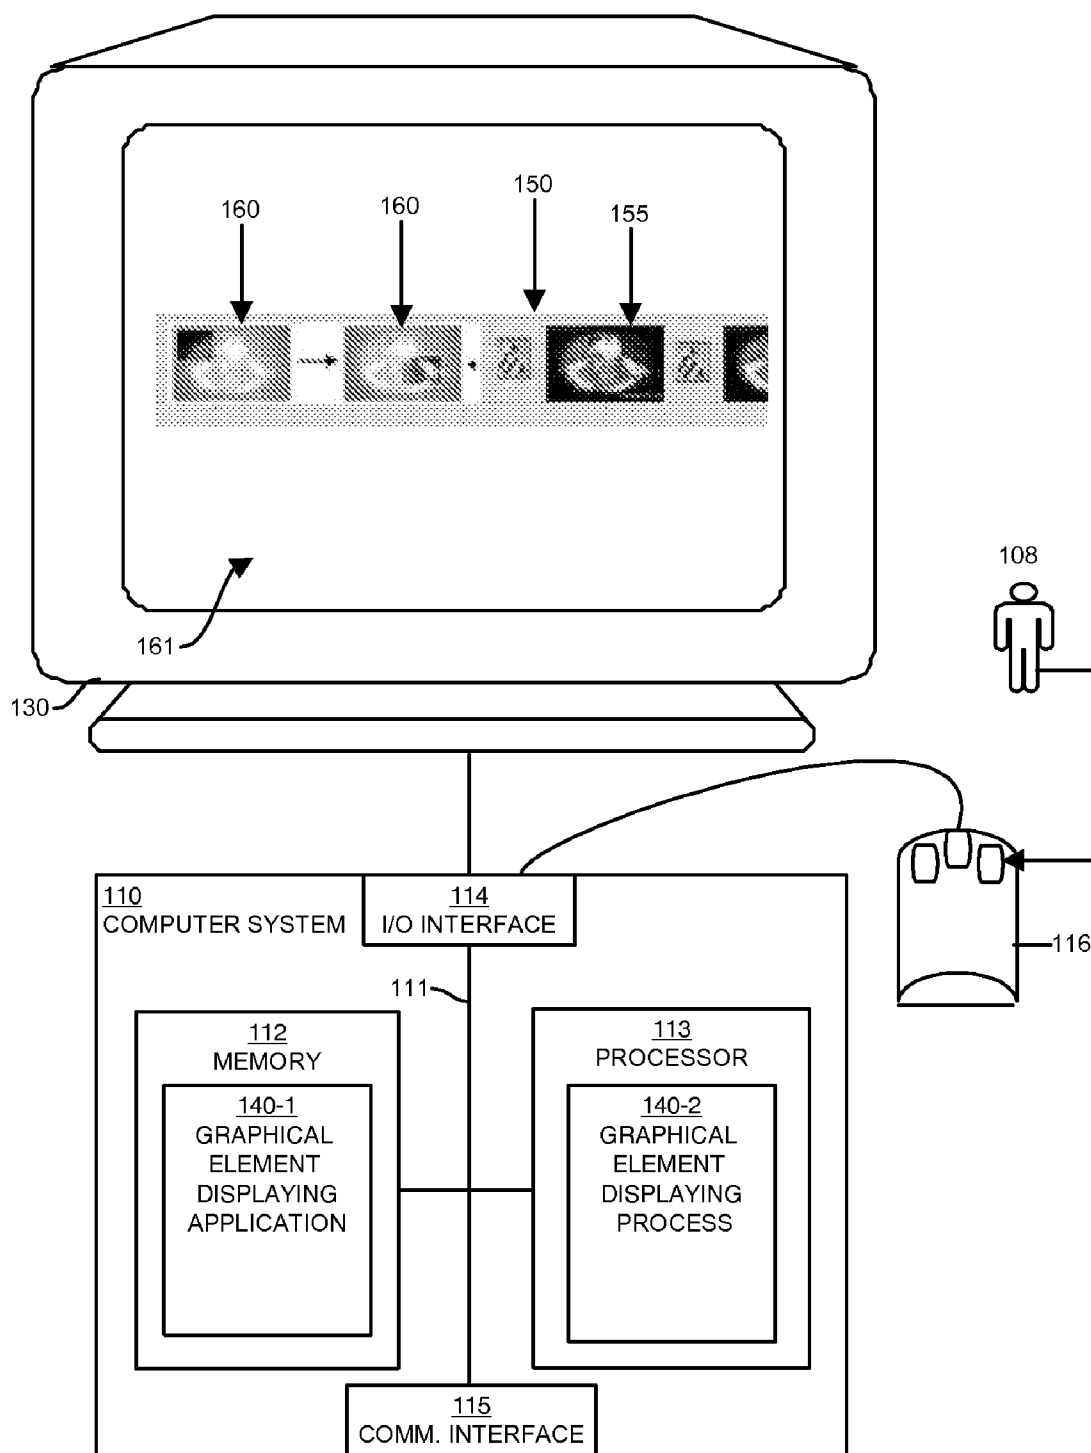 150
160
160
155
108
161
130
110
COMPUTER SYSTEM
114
I/O INTERFACE
116
111
112
MEMORY
113
PROCESSOR
140-1
GRAPHICAL
ELEMENT
DISPLAYING
APPLICATION
140-2
GRAPHICAL
ELEMENT
DISPLAYING
PROCESS
115
COMM. INTERFACE